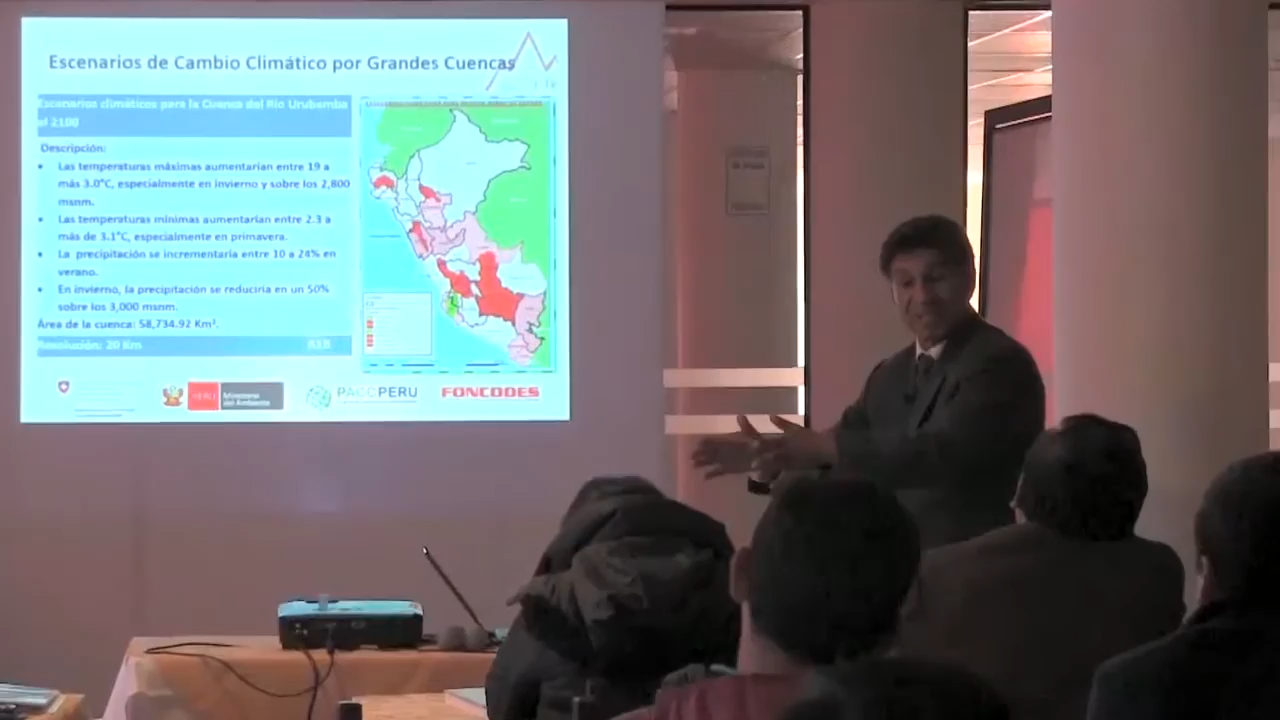 Escenarios de Cambio Climático por Grandes Cuencas
Escenarios climáticos para la Cuenca del Río Urubamba
al 2100
Descripción:
• Las temperaturas máximas aumentarían entre 19 a
más 3.0°C, especialmente en invierno y sobre los 2,800
msnm.
• Las temperaturas mínimas aumentarían entre 2.3 a
más de 3.1°C, especialmente en primavera.
• La precipitación se incrementaría entre 10 a 24% en
verano.
• En invierno, la precipitación se reduciría en un 50%
sobre los 3,000 msnm.
Área de la cuenca: 58,734.92 Km².
Resolución: 20 Km
PERÚ
Ministerio
del Ambiente
PACCPERU
FONCODES